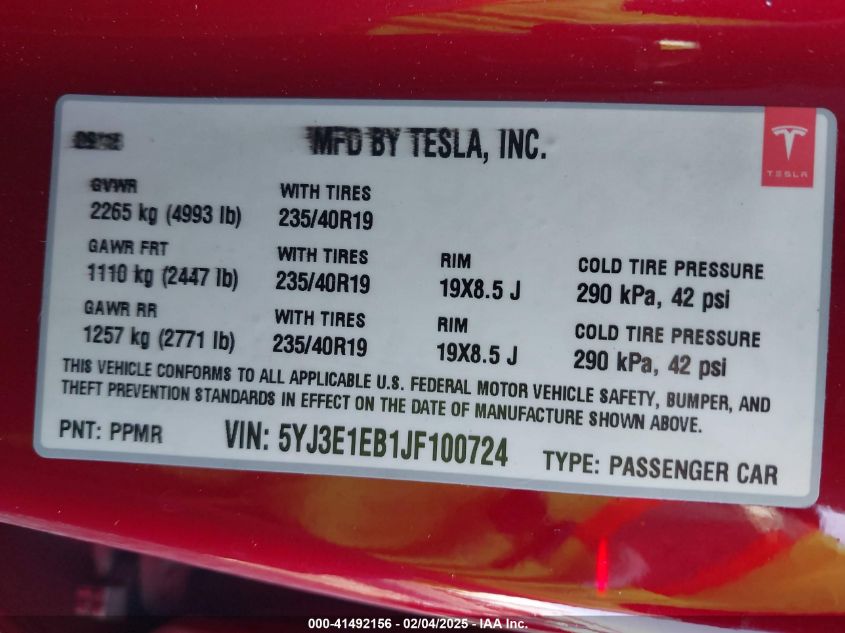 MFD BY TESLA, INC.
TESLA
GVWR
2265 kg (4993 lb)
WITH TIRES
235/40R19
GAWR FRT
1110 kg (2447 lb)
WITH TIRES
235/40R19
RIM
19X8.5 J
COLD TIRE PRESSURE
290 kPa, 42 psi
GAWR RR
1257 kg (2771 lb)
WITH TIRES
235/40R19
RIM
19X8.5 J
COLD TIRE PRESSURE
290 kPa, 42 psi
THIS VEHICLE CONFORMS TO ALL APPLICABLE U.S. FEDERAL MOTOR VEHICLE SAFETY, BUMPER, AND
THEFT PREVENTION STANDARDS IN EFFECT ON THE DATE OF MANUFACTURE SHOWN ABOVE.
PNT: PPMR
VIN: 5YJ3E1EB1JF100724
TYPE: PASSENGER CAR
000-41492156 - 02/04/2025 - IAA Inc.